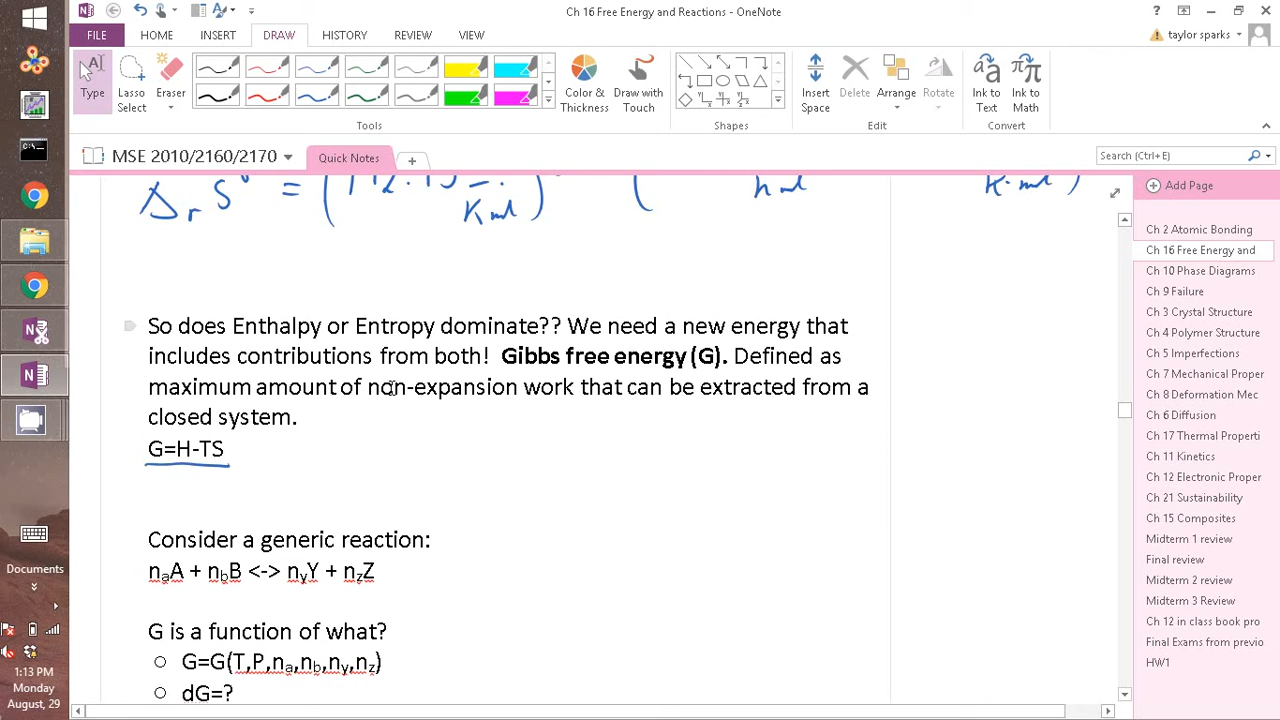 Ch 16 Free Energy and Reactions - OneNote
FILE HOME INSERT DRAW HISTORY REVIEW VIEW
taylor sparks
Type
Lasso Select
Eraser
Color & Thickness
Draw with Touch
Insert Space
Delete
Arrange
Rotate
Ink to Text
Ink to Math
Tools
Shapes
Edit
Convert
MSE 2010/2160/2170
Quick Notes
Search (Ctrl+E)
Add Page
Δr S =
K mol
K·mol
So does Enthalpy or Entropy dominate?? We need a new energy that
includes contributions from both! Gibbs free energy (G). Defined as
maximum amount of non-expansion work that can be extracted from a
closed system.
G=H-TS
Consider a generic reaction:
nₐA + n_bB <-> n_yY + n_zZ
G is a function of what?
G=G(T,P,nₐ,n_b,n_y,n_z)
dG=?
Ch 2 Atomic Bonding
Ch 16 Free Energy and
Ch 10 Phase Diagrams
Ch 9 Failure
Ch 3 Crystal Structure
Ch 4 Polymer Structure
Ch 5 Imperfections
Ch 7 Mechanical Proper
Ch 8 Deformation Mec
Ch 6 Diffusion
Ch 17 Thermal Properti
Ch 11 Kinetics
Ch 12 Electronic Proper
Ch 21 Sustainability
Ch 15 Composites
Midterm 1 review
Final review
Midterm 2 review
Midterm 3 Review
Ch 12 in class book pro
Final Exams from previo
HW1
Documents
1:13 PM
Monday
August, 29